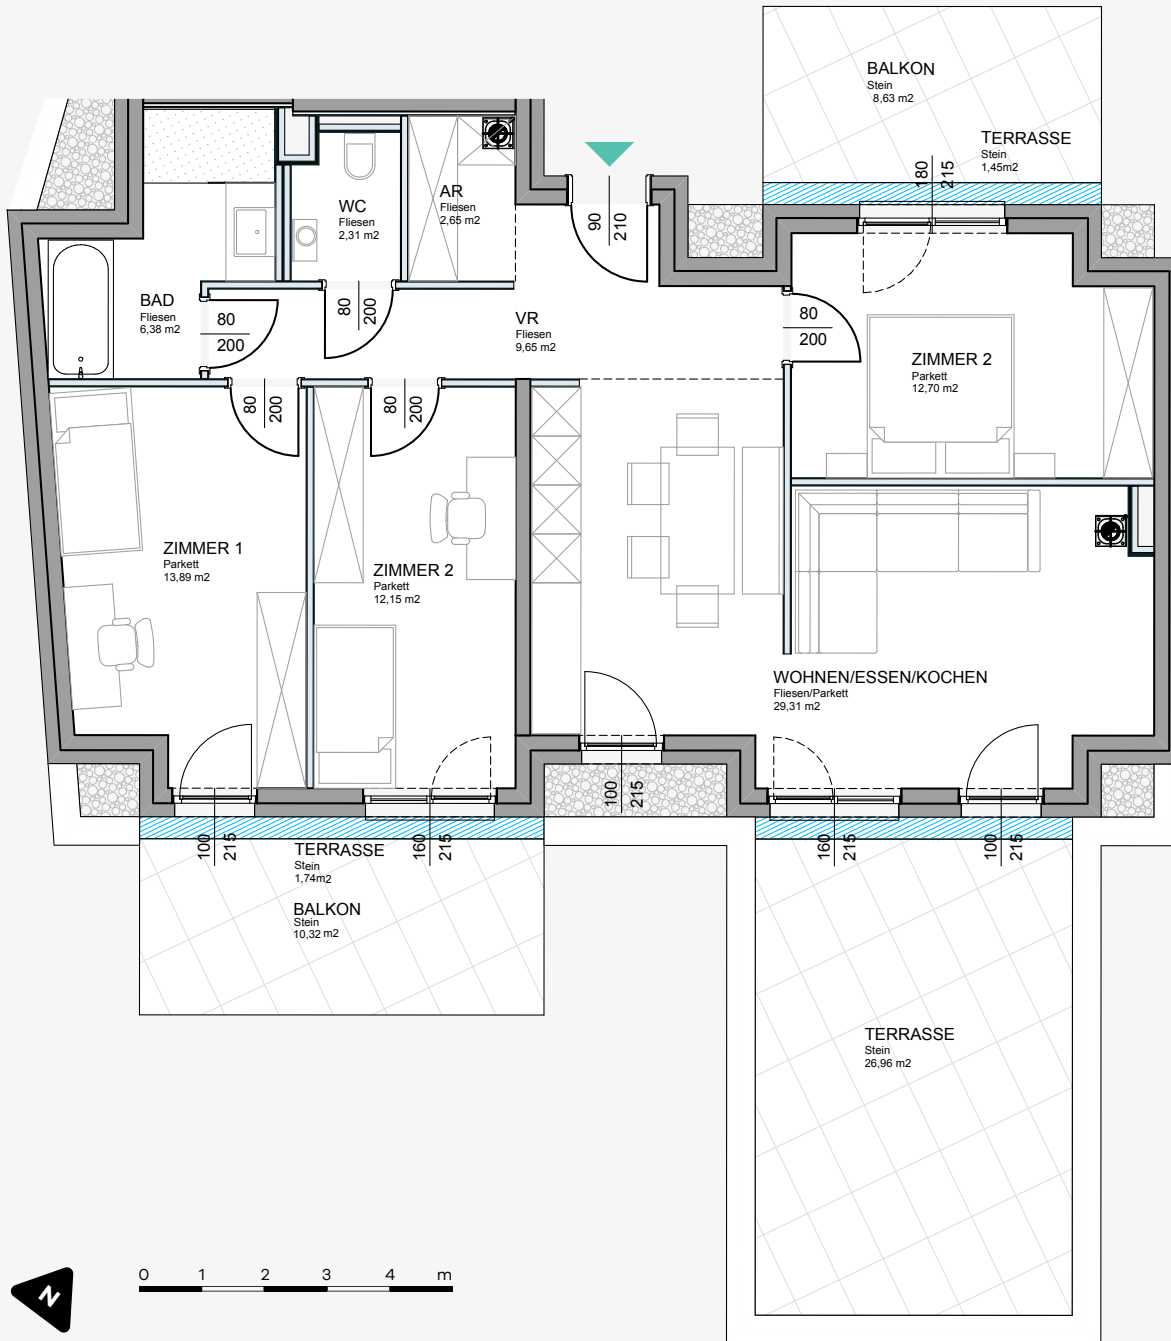 BALKON
Stein
8,63 m2
TERRASSE
Stein
1,45m2
180
215
WC
Fliesen
2,31 m2
AR
Fliesen
2,65 m2
90
210
BAD
Fliesen
6,38 m2
80
200
80
200
VR
Fliesen
9,65 m2
80
200
ZIMMER 2
Parkett
12,70 m2
80
200
80
200
ZIMMER 1
Parkett
13,89 m2
ZIMMER 2
Parkett
12,15 m2
WOHNEN/ESSEN/KOCHEN
Fliesen/Parkett
29,31 m2
100
215
100
215
160
215
160
215
100
215
TERRASSE
Stein
1,74m2
BALKON
Stein
10,32 m2
TERRASSE
Stein
26,96 m2
N
0 1 2 3 4 m